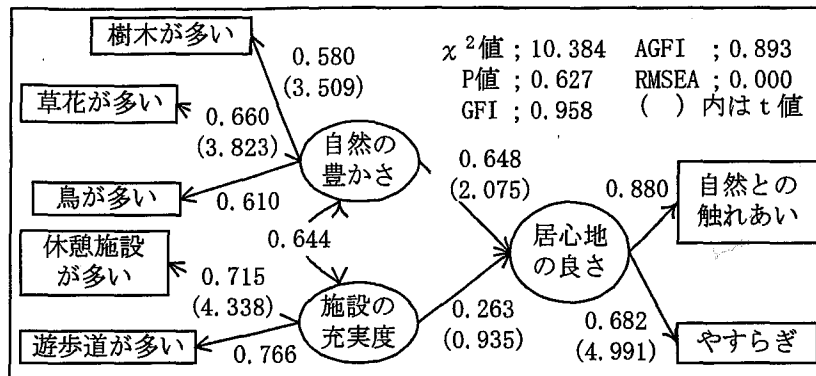 樹木が多い
0.580
(3.509)
χ²値 ; 10.384 AGFI ; 0.893
P値 ; 0.627 RMSEA ; 0.000
GFI ; 0.958 ( ) 内は t 値
草花が多い
0.660
(3.823)
自然の
豊かさ
鳥が多い
0.610
0.648
(2.075)
0.880
自然との
触れあい
休憩施設
が多い
0.644
居心地
の良さ
0.715
(4.338)
施設の
充実度
0.263
(0.935)
0.682
(4.991)
遊歩道が多い
0.766
やすらぎ